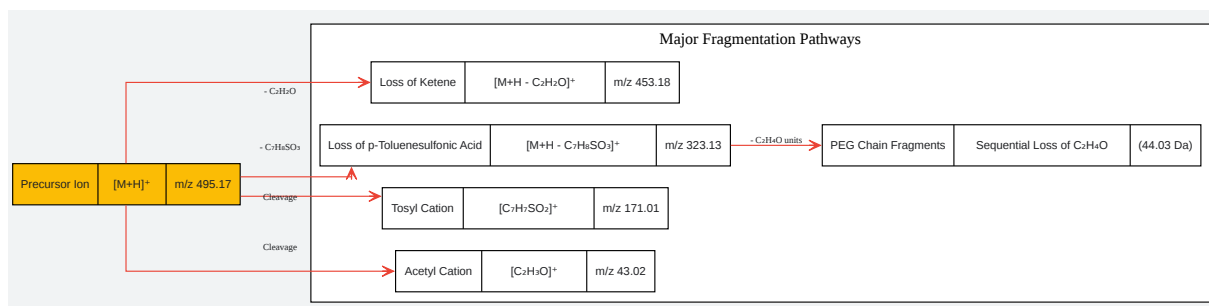 Major Fragmentation Pathways
Loss of Ketene [M+H - C₂H₂O]⁺ m/z 453.18
- C₂H₂O
Loss of p-Toluenesulfonic Acid [M+H - C₇H₈SO₃]⁺ m/z 323.13
- C₂H₄O units
PEG Chain Fragments Sequential Loss of C₂H₄O (44.03 Da)
- C₇H₈SO₃
Precursor Ion [M+H]⁺ m/z 495.17
Cleavage
Tosyl Cation [C₇H₇SO₂]⁺ m/z 171.01
Cleavage
Acetyl Cation [C₂H₃O]⁺ m/z 43.02